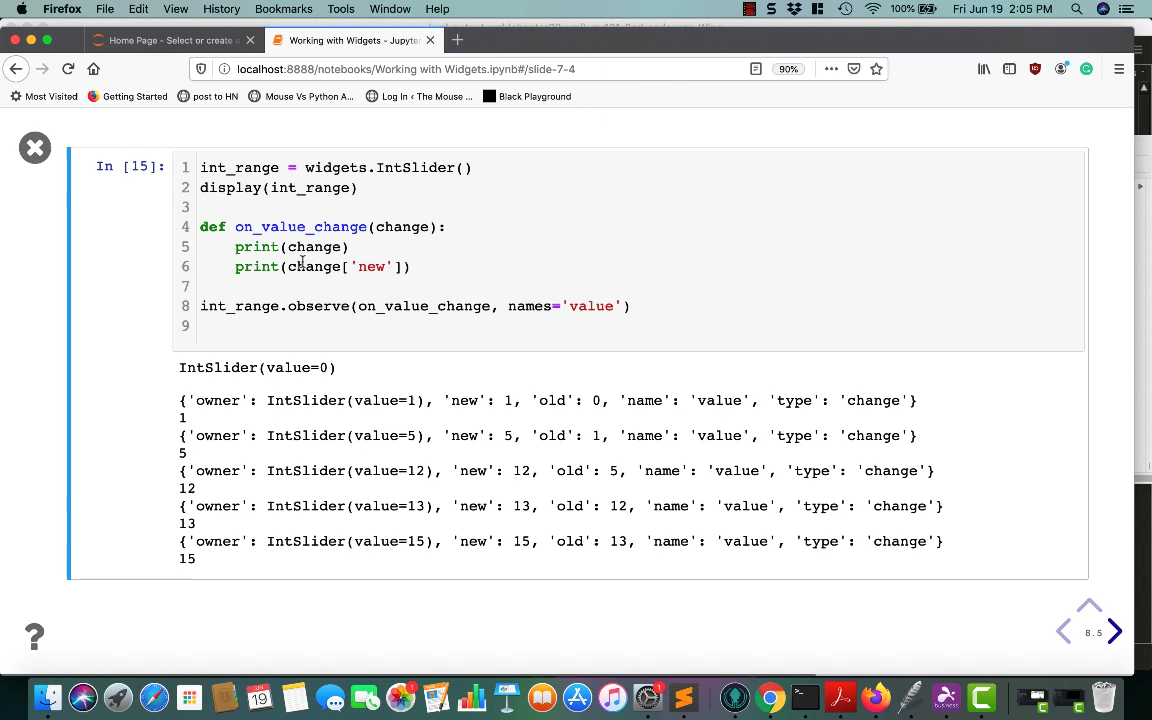 Firefox File Edit View History Bookmarks Tools Window Help 100% Fri Jun 19 2:05 PM
Home Page - Select or create a
Working with Widgets - Jupyter
localhost:8888/notebooks/Working with Widgets.ipynb#/slide-7-4 90%
Most Visited Getting Started post to HN Mouse Vs Python A... Log In ‹ The Mouse ... Black Playground
In [15]:
1 int_range = widgets.IntSlider()
2 display(int_range)
3
4 def on_value_change(change):
5     print(change)
6     print(change['new'])
7
8 int_range.observe(on_value_change, names='value')
9
IntSlider(value=0)
{'owner': IntSlider(value=1), 'new': 1, 'old': 0, 'name': 'value', 'type': 'change'}
1
{'owner': IntSlider(value=5), 'new': 5, 'old': 1, 'name': 'value', 'type': 'change'}
5
{'owner': IntSlider(value=12), 'new': 12, 'old': 5, 'name': 'value', 'type': 'change'}
12
{'owner': IntSlider(value=13), 'new': 13, 'old': 12, 'name': 'value', 'type': 'change'}
13
{'owner': IntSlider(value=15), 'new': 15, 'old': 13, 'name': 'value', 'type': 'change'}
15
?
8.5